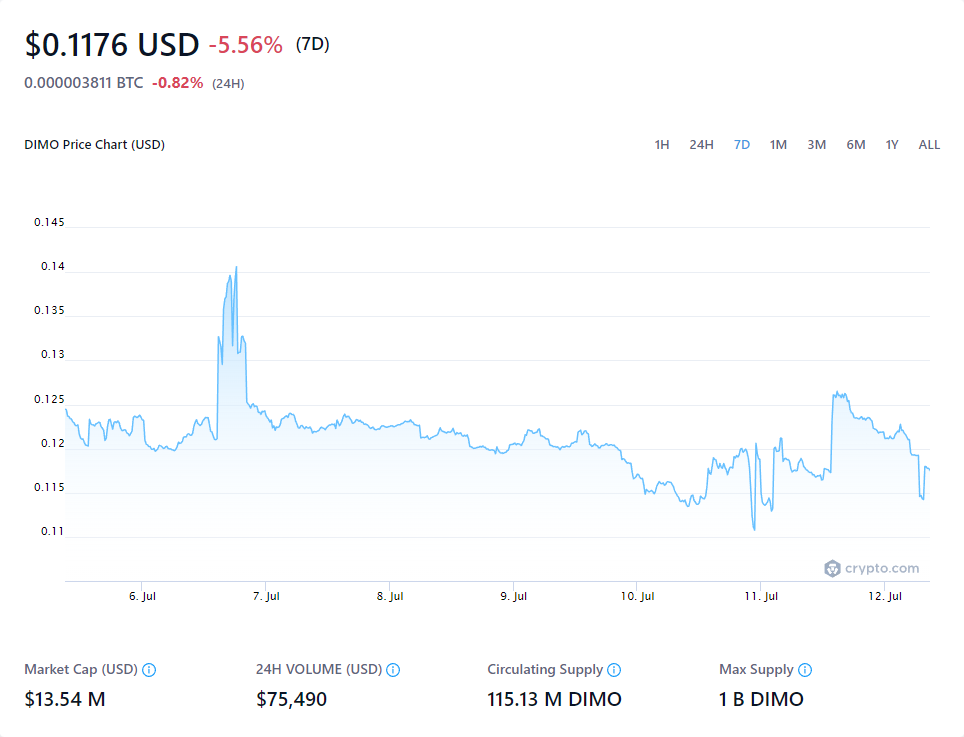 $0.1176 USD -5.56% (7D)
0.000003811 BTC -0.82% (24H)
DIMO Price Chart (USD) 1H 24H 7D 1M 3M 6M 1Y ALL
0.145
0.14
0.135
0.13
0.125
0.12
0.115
0.11
crypto.com
6. Jul 7. Jul 8. Jul 9. Jul 10. Jul 11. Jul 12. Jul
Market Cap (USD) 24H VOLUME (USD) Circulating Supply Max Supply
$13.54 M $75,490 115.13 M DIMO 1 B DIMO